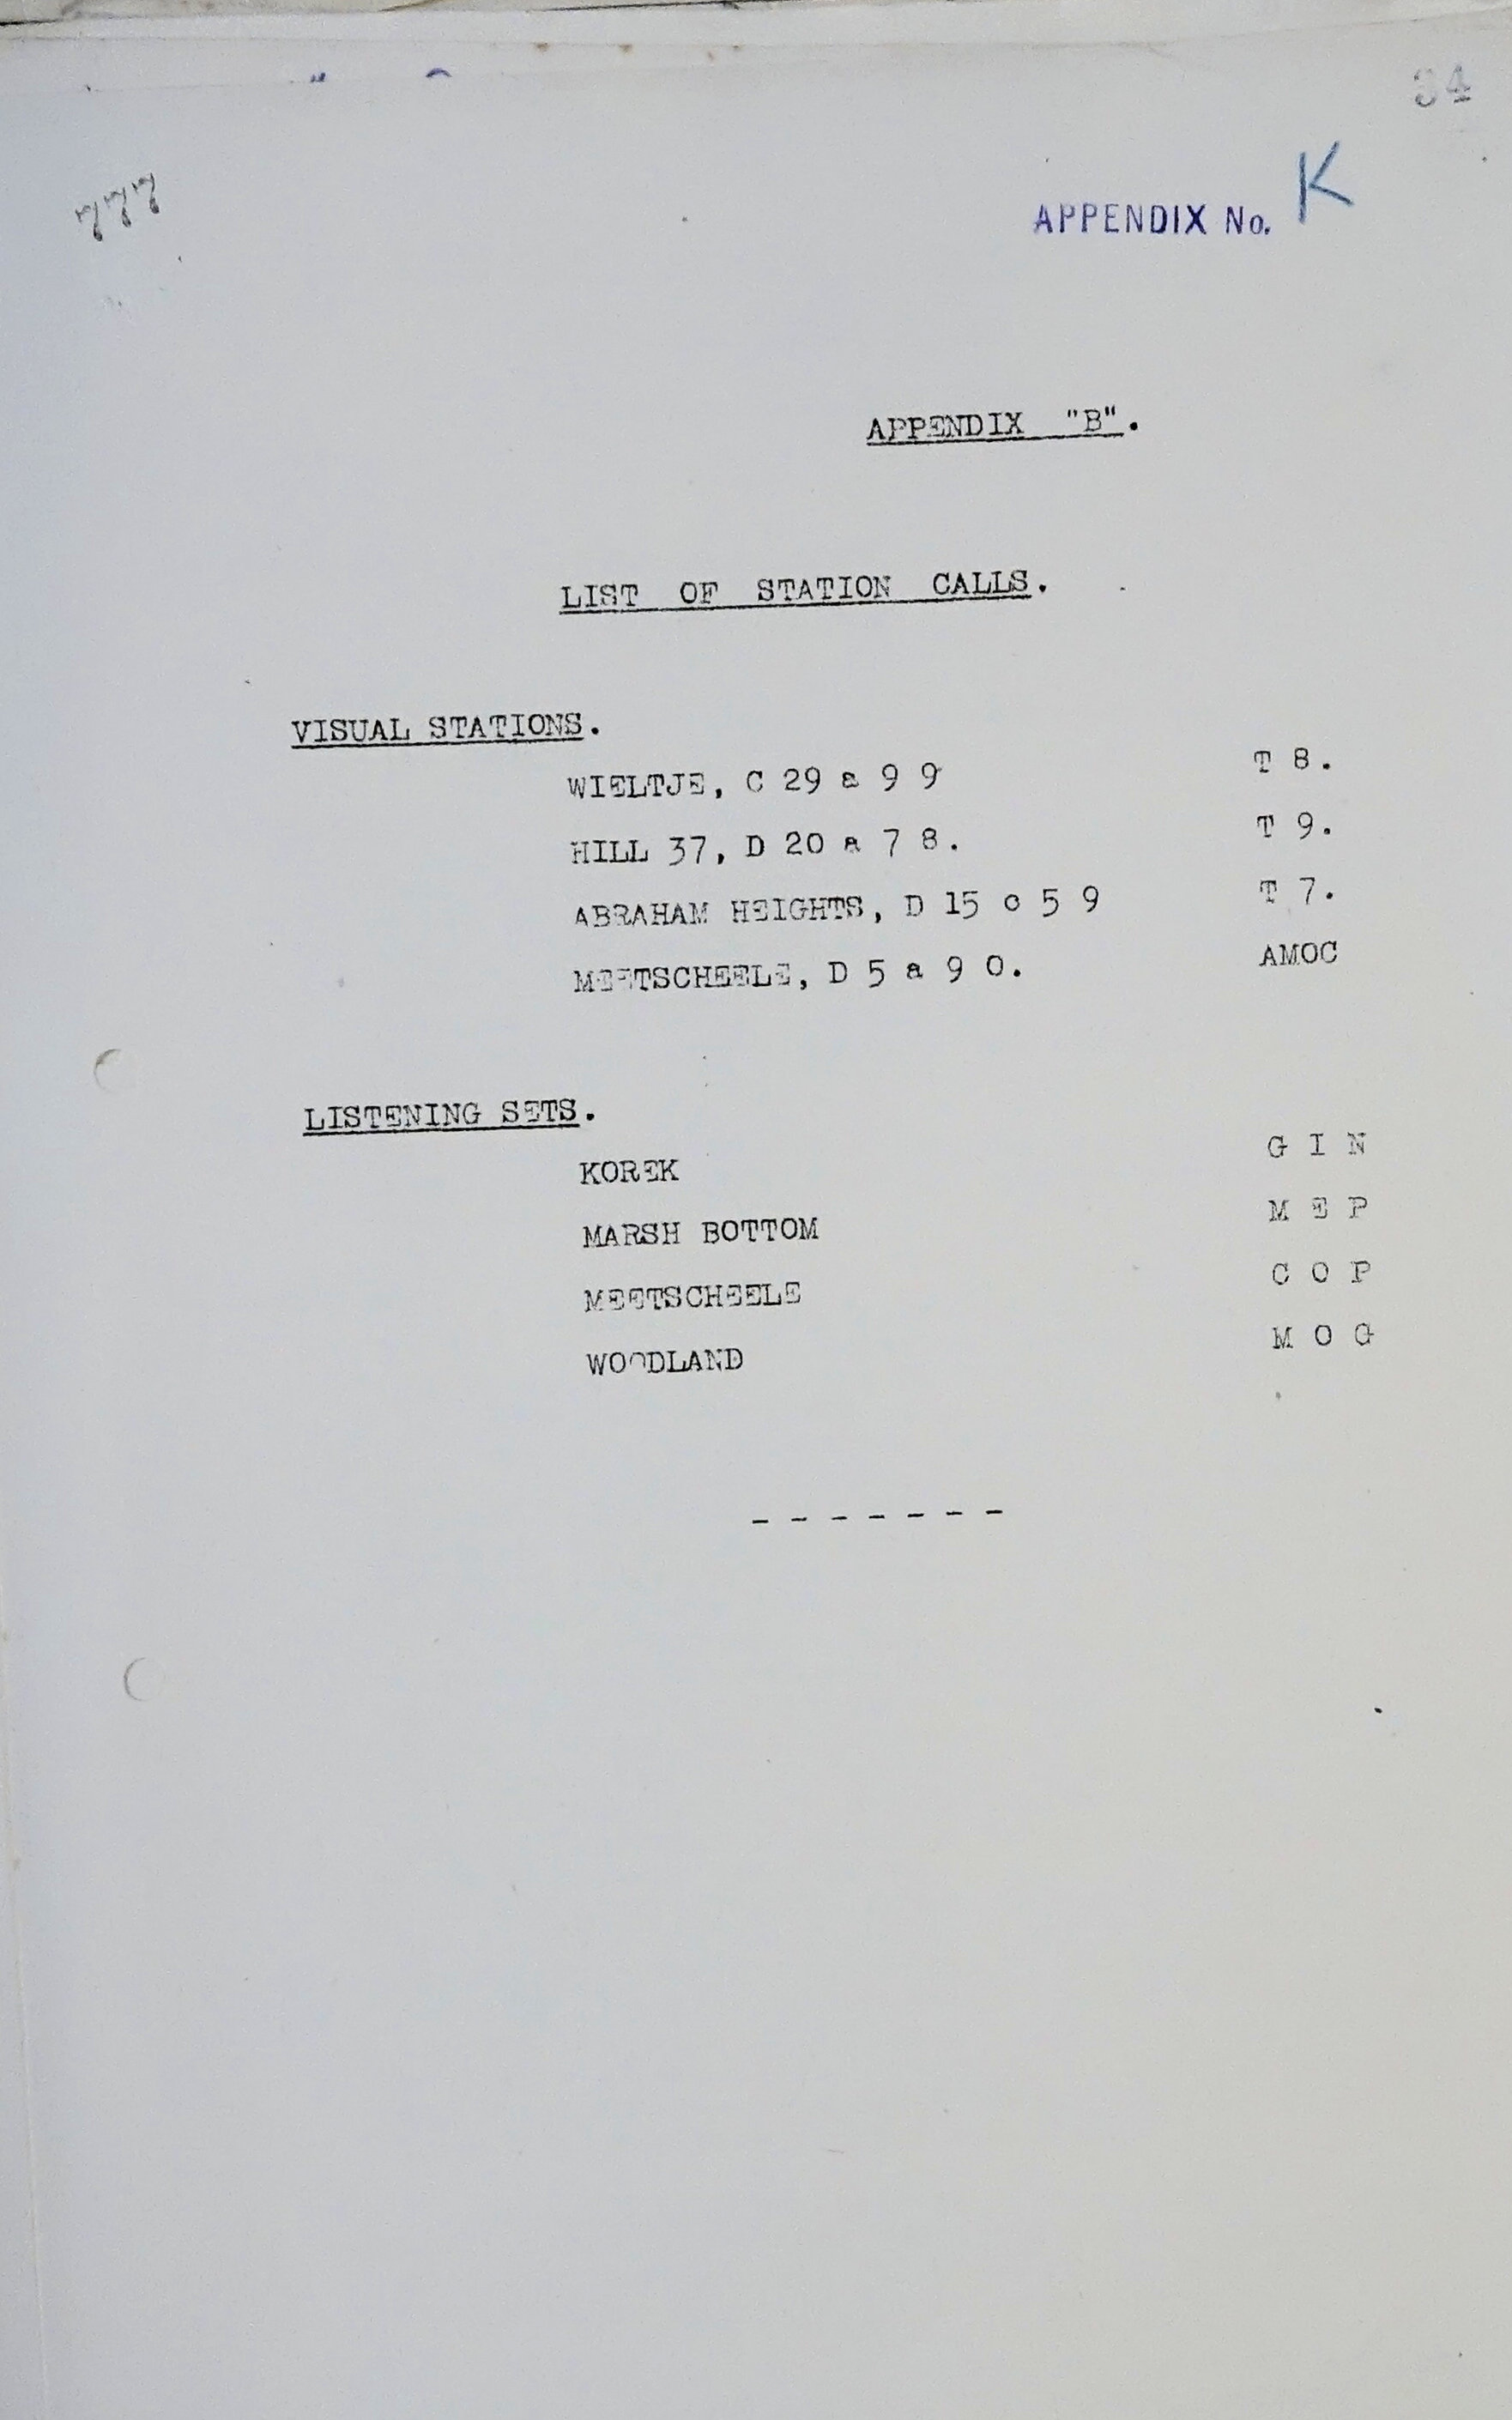 34
777
APPENDIX No. K
APPENDIX "B".
LIST OF STATION CALLS.
VISUAL STATIONS.
WIELTJE, C 29 a 9 9 T 8.
HILL 37, D 20 a 7 8. T 9.
ABRAHAM HEIGHTS, D 15 c 5 9 T 7.
MEETSCHEELE, D 5 a 9 0. AMOC
LISTENING SETS.
KOREK G I N
MARSH BOTTOM M E P
MEETSCHEELE C O P
WOODLAND M O G
- - - - - - -